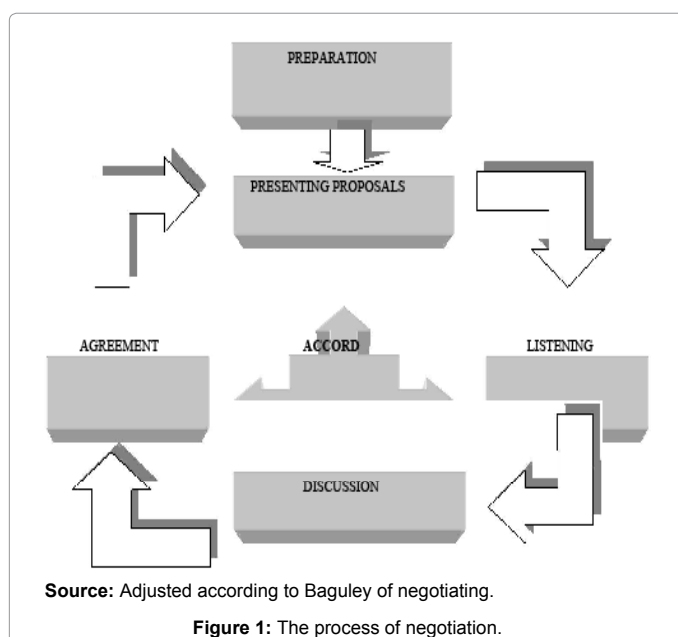 PREPARATION
PRESENTING PROPOSALS
AGREEMENT
ACCORD
LISTENING
DISCUSSION
Source: Adjusted according to Baguley of negotiating.
Figure 1: The process of negotiation.